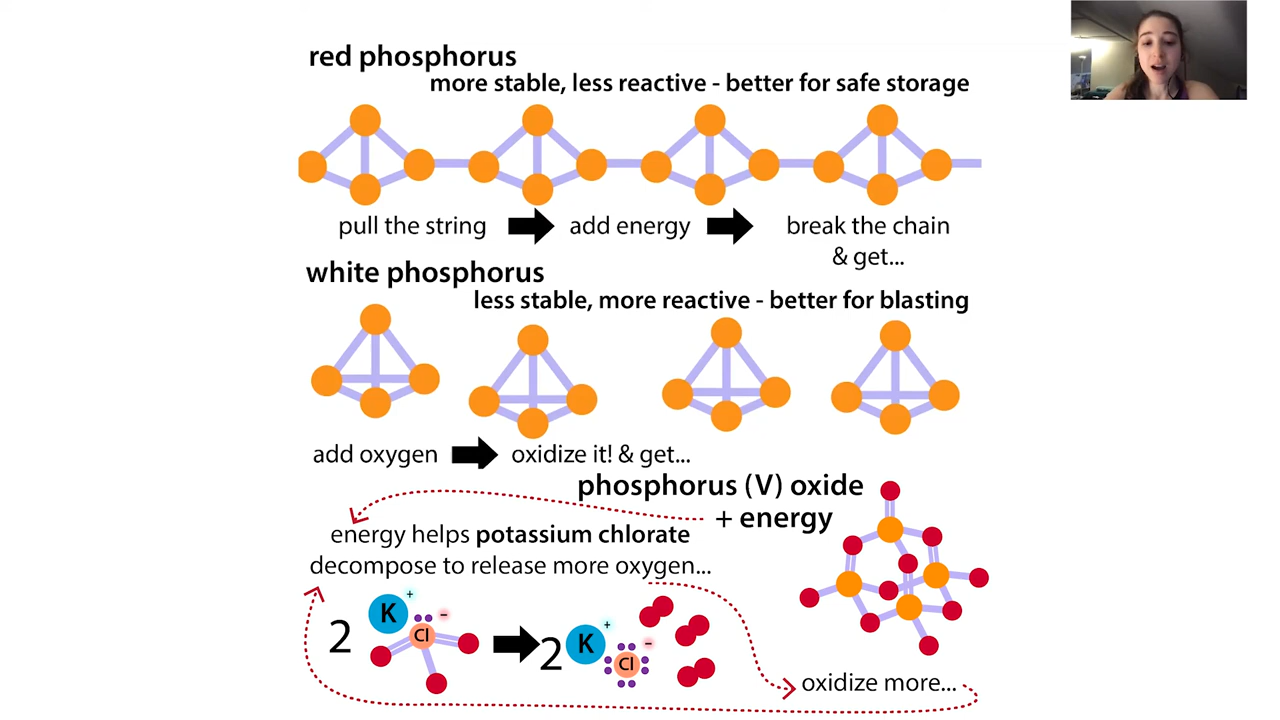 red phosphorus
more stable, less reactive - better for safe storage
pull the string add energy break the chain
& get...
white phosphorus
less stable, more reactive - better for blasting
add oxygen oxidize it! & get...
phosphorus (V) oxide
+ energy
energy helps potassium chlorate
decompose to release more oxygen...
2 K + Cl − 2 K + Cl −
oxidize more...